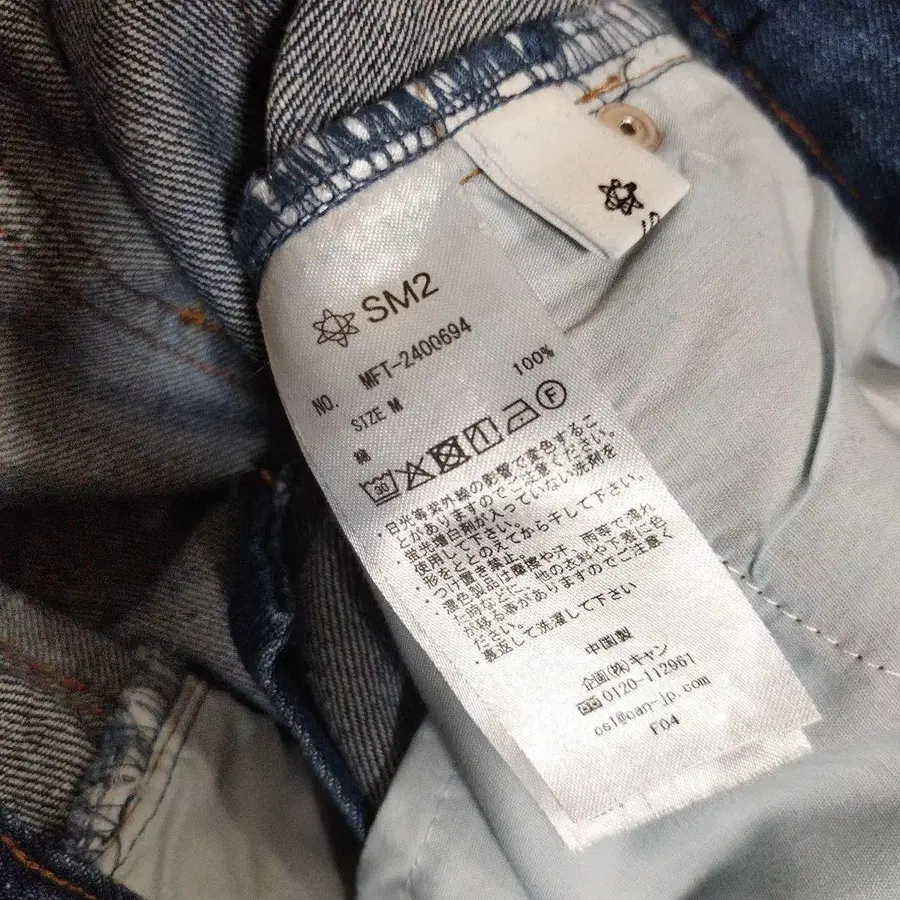 SM2
NO. MFT-2400694
SIZE M
綿 100%
30 F
・日光等紫外線の影響で変色するこ
とがありますのでご注意ください。
・蛍光増白剤が入っていない洗剤を
使用して下さい。
・形をととのえてから干して下さい。
・つけ置き禁止。
・濃色製品は摩擦や汗、雨等で濡れ
た時などに、他の衣料や下着に色
が移る事がありますのでご注意く
ださい。
・裏返して洗濯して下さい
中国製
企画(株)キャン
0120-112961
cs1@can-jp.com
F04